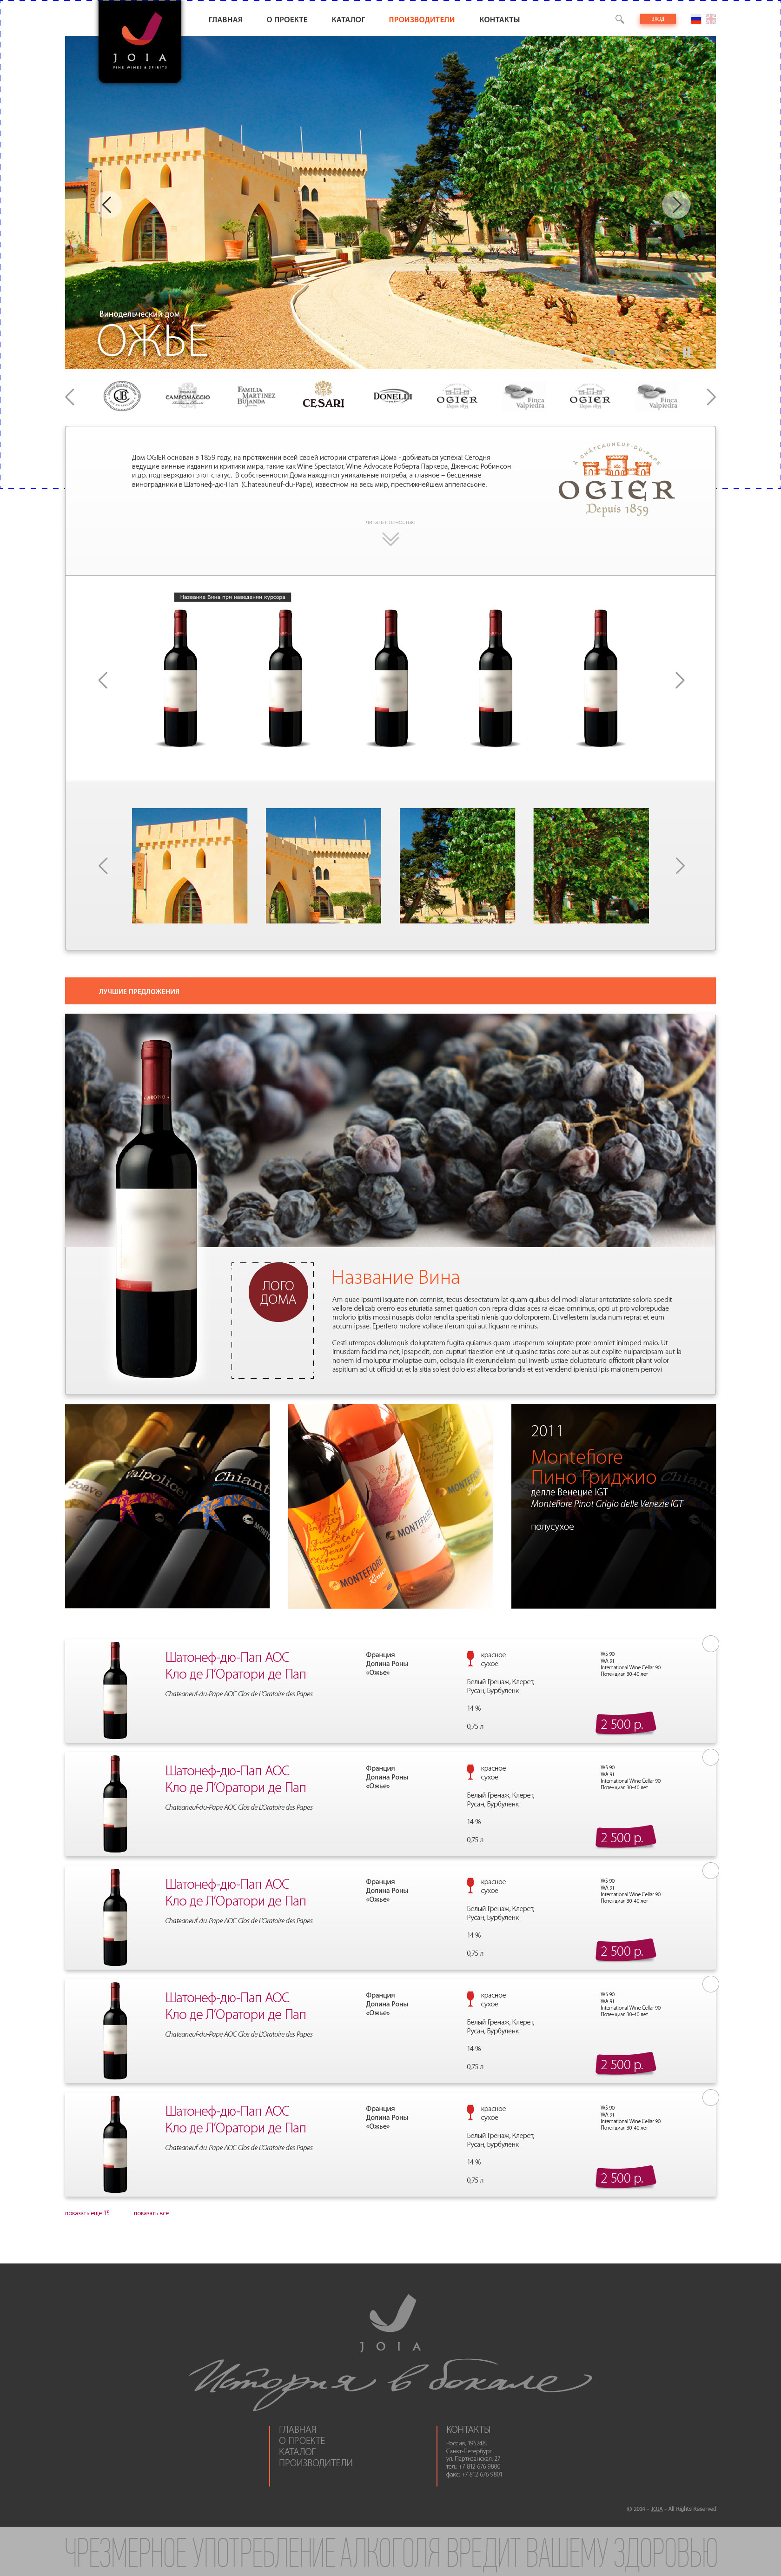 JOIA
FINE WINES & SPIRITS
ГЛАВНАЯ О ПРОЕКТЕ КАТАЛОГ ПРОИЗВОДИТЕЛИ КОНТАКТЫ
ВХОД
OGIER
Винодельческий дом
ОЖЬЕ
CAMPOMAGGIO
FAMILIA
MARTINEZ
BUJANDA
CESARI
DONELLI
OGIER
Depuis 1859
Finca
Valpiedra
OGIER
Depuis 1859
Finca
Valpiedra
Дом OGIER основан в 1859 году, на протяжении всей своей истории стратегия Дома - добиваться успеха! Сегодня
ведущие винные издания и критики мира, такие как Wine Spectator, Wine Advocate Роберта Паркера, Дженсис Робинсон
и др. подтверждают этот статус. В собственности Дома находятся уникальные погреба, а главное – бесценные
виноградники в Шатонеф-дю-Пап (Chateauneuf-du-Pape), известном на весь мир, престижнейшем аппеласьоне.
A CHÂTEAUNEUF-DU-PAPE
OGIER
Depuis 1859
читать полностью
Название Вина при наведении курсора
OGIER
ЛУЧШИЕ ПРЕДЛОЖЕНИЯ
ЛОГО
ДОМА
Название Вина
Am quae ipsunti isquate non comnist, tecus desectatum lat quam quibus del modi aliatur antotatiate soloria spedit
vellore delicab orerro eos eturiatia samet quation con repra dicias aces ra eicae omnimus, opti ut pro volorepudae
molorio ipitis mossi nusapis dolor rendita speritati nienis quo dolorporem. Et vellestem lauda num reprat et eum
accum ipsae. Eperfero molore vollace rferum qui aut liquam re minus.
Cesti utempos dolumquis doluptatem fugita quiamus quam utasperum soluptate prore omniet inimped maio. Ut
imusdam facid ma net, ipsapedit, con cupturi tiaestion ent ut quasinc tatias core aut as aut explite nulparcipsam aut la
nonem id moluptur moluptae cum, odisquia ilit exerundeliam qui inverib ustiae doluptaturio offictorit pliant volor
aspitium ad ut officid ut et la sitia solest dolo est aliteca boriandis et est vendend ipienisci ipis maionem perrovi
Soave
Valpolice
Chianti
MONTEFIORE
MONTEFIORE
MONTEFIORE
2011
Montefiore
Пино Гриджио
делле Венецие IGT
Montefiore Pinot Grigio delle Venezie IGT
полусухое
Шатонеф-дю-Пап АОС
Кло де Л'Оратори де Пап
Chateaneuf-du-Pape AOC Clos de L'Oratoire des Papes
Франция
Долина Роны
«Ожье»
красное
сухое
Белый Гренаж, Клерет,
Русан, Бурбуленк
14 %
0,75 л
WS 90
WA 91
International Wine Cellar 90
Потенциал 30-40 лет
2 500 р.
Шатонеф-дю-Пап АОС
Кло де Л'Оратори де Пап
Chateaneuf-du-Pape AOC Clos de L'Oratoire des Papes
Франция
Долина Роны
«Ожье»
красное
сухое
Белый Гренаж, Клерет,
Русан, Бурбуленк
14 %
0,75 л
WS 90
WA 91
International Wine Cellar 90
Потенциал 30-40 лет
2 500 р.
Шатонеф-дю-Пап АОС
Кло де Л'Оратори де Пап
Chateaneuf-du-Pape AOC Clos de L'Oratoire des Papes
Франция
Долина Роны
«Ожье»
красное
сухое
Белый Гренаж, Клерет,
Русан, Бурбуленк
14 %
0,75 л
WS 90
WA 91
International Wine Cellar 90
Потенциал 30-40 лет
2 500 р.
Шатонеф-дю-Пап АОС
Кло де Л'Оратори де Пап
Chateaneuf-du-Pape AOC Clos de L'Oratoire des Papes
Франция
Долина Роны
«Ожье»
красное
сухое
Белый Гренаж, Клерет,
Русан, Бурбуленк
14 %
0,75 л
WS 90
WA 91
International Wine Cellar 90
Потенциал 30-40 лет
2 500 р.
Шатонеф-дю-Пап АОС
Кло де Л'Оратори де Пап
Chateaneuf-du-Pape AOC Clos de L'Oratoire des Papes
Франция
Долина Роны
«Ожье»
красное
сухое
Белый Гренаж, Клерет,
Русан, Бурбуленк
14 %
0,75 л
WS 90
WA 91
International Wine Cellar 90
Потенциал 30-40 лет
2 500 р.
показать еще 15 показать все
JOIA
История в бокале
ГЛАВНАЯ
О ПРОЕКТЕ
КАТАЛОГ
ПРОИЗВОДИТЕЛИ
КОНТАКТЫ
Россия, 195248,
Санкт-Петербург
ул. Партизанская, 27
тел.: +7 812 676 9800
факс: +7 812 676 9801
© 2014 - JOIA - All Rights Reserved
ЧРЕЗМЕРНОЕ УПОТРЕБЛЕНИЕ АЛКОГОЛЯ ВРЕДИТ ВАШЕМУ ЗДОРОВЬЮ